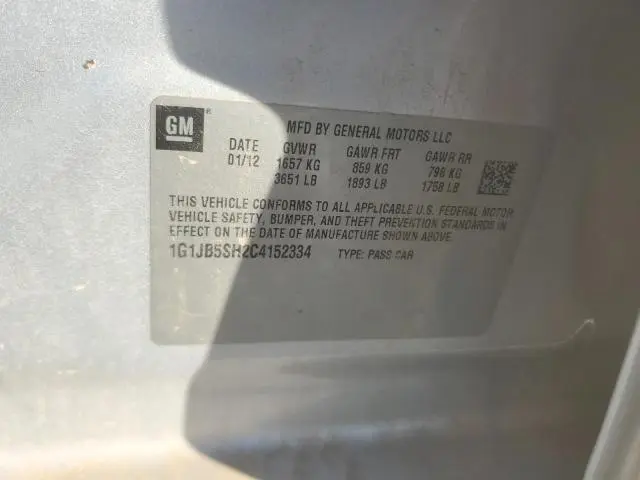 GM ®
MFD BY GENERAL MOTORS LLC
DATE GVWR GAWR FRT GAWR RR
01/12 1657 KG 859 KG 798 KG
3651 LB 1893 LB 1758 LB
THIS VEHICLE CONFORMS TO ALL APPLICABLE U.S. FEDERAL MOTOR
VEHICLE SAFETY, BUMPER, AND THEFT PREVENTION STANDARDS IN
EFFECT ON THE DATE OF MANUFACTURE SHOWN ABOVE.
1G1JB5SH2C4152334 TYPE: PASS CAR